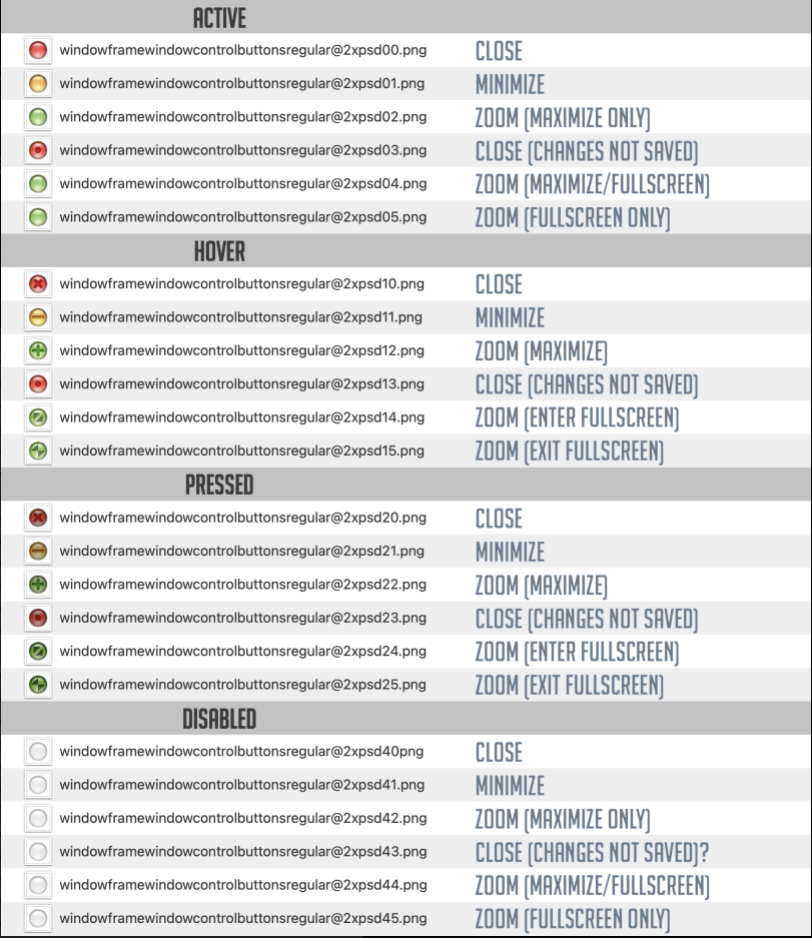 ACTIVE
windowframewindowcontrolbuttonsregular@2xpsd00.png CLOSE
windowframewindowcontrolbuttonsregular@2xpsd01.png MINIMIZE
windowframewindowcontrolbuttonsregular@2xpsd02.png ZOOM (MAXIMIZE ONLY)
windowframewindowcontrolbuttonsregular@2xpsd03.png CLOSE (CHANGES NOT SAVED)
windowframewindowcontrolbuttonsregular@2xpsd04.png ZOOM (MAXIMIZE/FULLSCREEN)
windowframewindowcontrolbuttonsregular@2xpsd05.png ZOOM (FULLSCREEN ONLY)
HOVER
windowframewindowcontrolbuttonsregular@2xpsd10.png CLOSE
windowframewindowcontrolbuttonsregular@2xpsd11.png MINIMIZE
windowframewindowcontrolbuttonsregular@2xpsd12.png ZOOM (MAXIMIZE)
windowframewindowcontrolbuttonsregular@2xpsd13.png CLOSE (CHANGES NOT SAVED)
windowframewindowcontrolbuttonsregular@2xpsd14.png ZOOM (ENTER FULLSCREEN)
windowframewindowcontrolbuttonsregular@2xpsd15.png ZOOM (EXIT FULLSCREEN)
PRESSED
windowframewindowcontrolbuttonsregular@2xpsd20.png CLOSE
windowframewindowcontrolbuttonsregular@2xpsd21.png MINIMIZE
windowframewindowcontrolbuttonsregular@2xpsd22.png ZOOM (MAXIMIZE)
windowframewindowcontrolbuttonsregular@2xpsd23.png CLOSE (CHANGES NOT SAVED)
windowframewindowcontrolbuttonsregular@2xpsd24.png ZOOM (ENTER FULLSCREEN)
windowframewindowcontrolbuttonsregular@2xpsd25.png ZOOM (EXIT FULLSCREEN)
DISABLED
windowframewindowcontrolbuttonsregular@2xpsd40png CLOSE
windowframewindowcontrolbuttonsregular@2xpsd41.png MINIMIZE
windowframewindowcontrolbuttonsregular@2xpsd42.png ZOOM (MAXIMIZE ONLY)
windowframewindowcontrolbuttonsregular@2xpsd43.png CLOSE (CHANGES NOT SAVED)?
windowframewindowcontrolbuttonsregular@2xpsd44.png ZOOM (MAXIMIZE/FULLSCREEN)
windowframewindowcontrolbuttonsregular@2xpsd45.png ZOOM (FULLSCREEN ONLY)